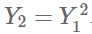 Y₂ = Y₁²